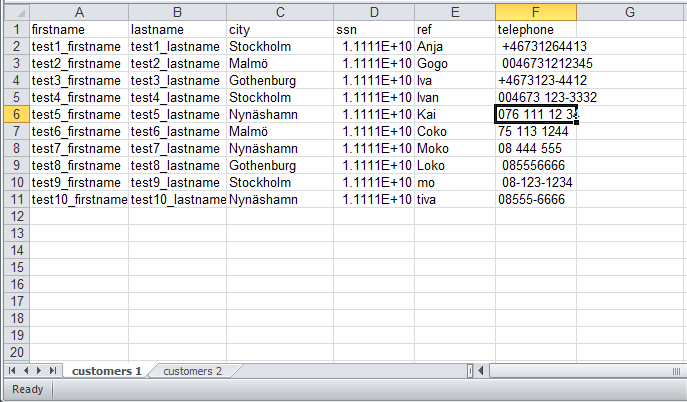 A B C D E F G
1 firstname lastname city ssn ref telephone
2 test1_firstname test1_lastname Stockholm 1.1111E+10 Anja +46731264413
3 test2_firstname test2_lastname Malmö 1.1111E+10 Gogo 0046731212345
4 test3_firstname test3_lastname Gothenburg 1.1111E+10 Iva +4673123-4412
5 test4_firstname test4_lastname Stockholm 1.1111E+10 Ivan 004673 123-3332
6 test5_firstname test5_lastname Nynäshamn 1.1111E+10 Kai 076 111 12 34
7 test6_firstname test6_lastname Malmö 1.1111E+10 Coko 75 113 1244
8 test7_firstname test7_lastname Nynäshamn 1.1111E+10 Moko 08 444 555
9 test8_firstname test8_lastname Gothenburg 1.1111E+10 Loko 085556666
10 test9_firstname test9_lastname Stockholm 1.1111E+10 mo 08-123-1234
11 test10_firstname test10_lastname Nynäshamn 1.1111E+10 tiva 08555-6666
12
13
14
15
16
17
18
19
20
customers 1 customers 2
Ready